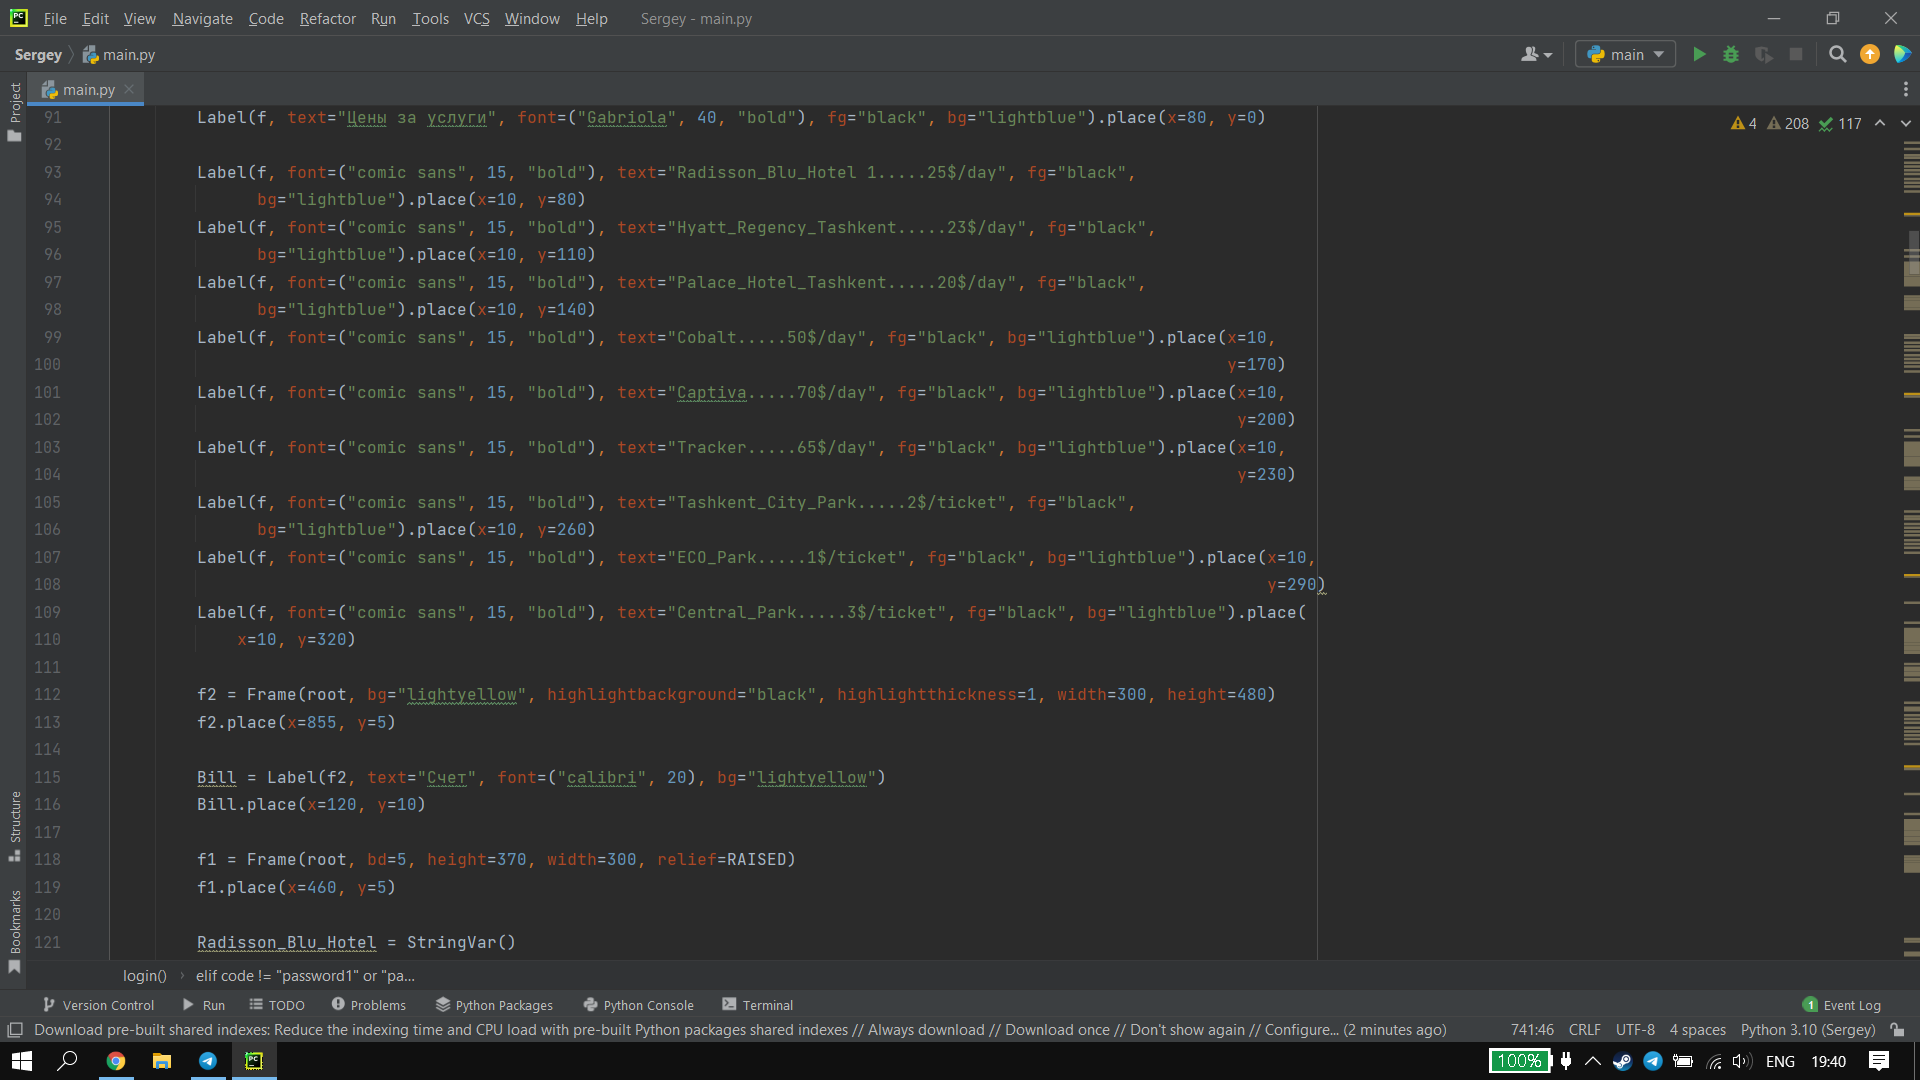 File Edit View Navigate Code Refactor Run Tools VCS Window Help Sergey - main.py
Sergey main.py main
main.py
4 208 117
Project
91 Label(f, text="Цены за услуги", font=("Gabriola", 40, "bold"), fg="black", bg="lightblue").place(x=80, y=0)
92
93 Label(f, font=("comic sans", 15, "bold"), text="Radisson_Blu_Hotel 1.....25$/day", fg="black",
94 bg="lightblue").place(x=10, y=80)
95 Label(f, font=("comic sans", 15, "bold"), text="Hyatt_Regency_Tashkent.....23$/day", fg="black",
96 bg="lightblue").place(x=10, y=110)
97 Label(f, font=("comic sans", 15, "bold"), text="Palace_Hotel_Tashkent.....20$/day", fg="black",
98 bg="lightblue").place(x=10, y=140)
99 Label(f, font=("comic sans", 15, "bold"), text="Cobalt.....50$/day", fg="black", bg="lightblue").place(x=10,
100 y=170)
101 Label(f, font=("comic sans", 15, "bold"), text="Captiva.....70$/day", fg="black", bg="lightblue").place(x=10,
102 y=200)
103 Label(f, font=("comic sans", 15, "bold"), text="Tracker.....65$/day", fg="black", bg="lightblue").place(x=10,
104 y=230)
105 Label(f, font=("comic sans", 15, "bold"), text="Tashkent_City_Park.....2$/ticket", fg="black",
106 bg="lightblue").place(x=10, y=260)
107 Label(f, font=("comic sans", 15, "bold"), text="ECO_Park.....1$/ticket", fg="black", bg="lightblue").place(x=10,
108 y=290)
109 Label(f, font=("comic sans", 15, "bold"), text="Central_Park.....3$/ticket", fg="black", bg="lightblue").place(
110 x=10, y=320)
111
112 f2 = Frame(root, bg="lightyellow", highlightbackground="black", highlightthickness=1, width=300, height=480)
113 f2.place(x=855, y=5)
114
115 Bill = Label(f2, text="Счет", font=("calibri", 20), bg="lightyellow")
116 Bill.place(x=120, y=10)
117
118 f1 = Frame(root, bd=5, height=370, width=300, relief=RAISED)
119 f1.place(x=460, y=5)
120
121 Radisson_Blu_Hotel = StringVar()
Structure
Bookmarks
login() elif code != "password1" or "pa...
Version Control Run TODO Problems Python Packages Python Console Terminal 1 Event Log
Download pre-built shared indexes: Reduce the indexing time and CPU load with pre-built Python packages shared indexes // Always download // Download once // Don't show again // Configure... (2 minutes ago) 741:46 CRLF UTF-8 4 spaces Python 3.10 (Sergey)
100% ENG 19:40